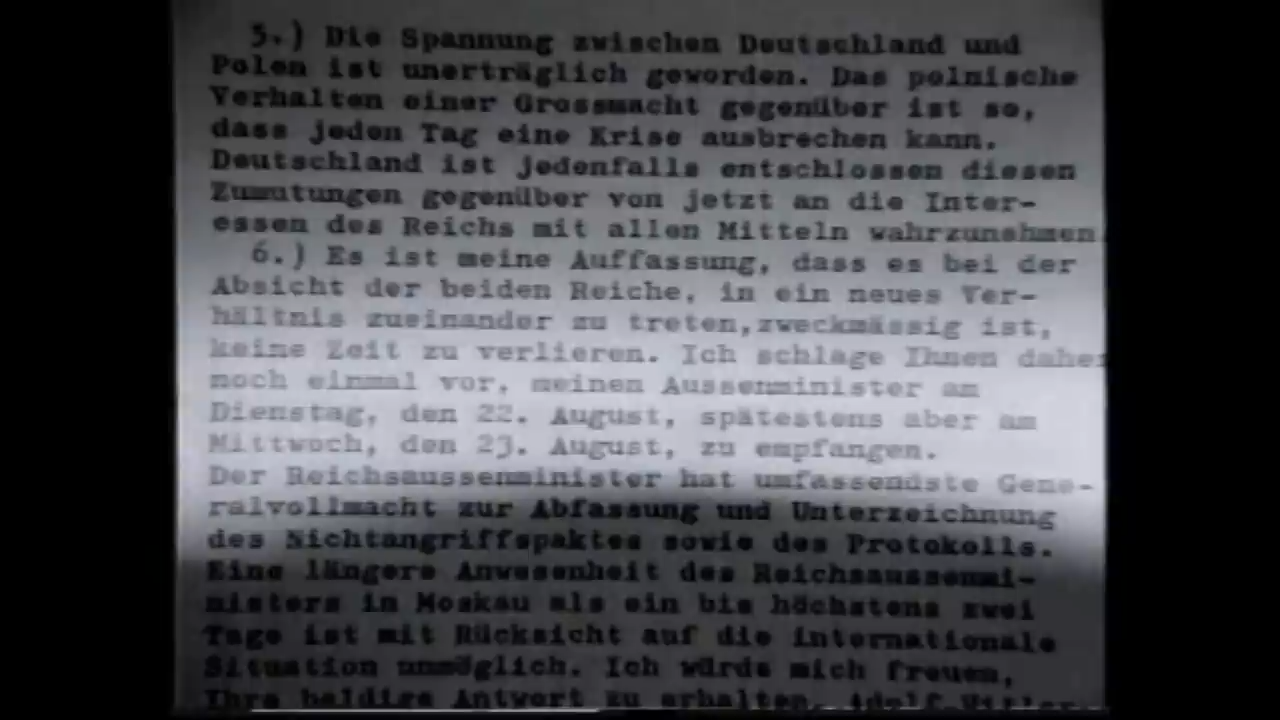 5.) Die Spannung zwischen Deutschland und
Polen ist unerträglich geworden. Das polnische
Verhalten einer Grossmacht gegenüber ist so,
dass jeden Tag eine Krise ausbrechen kann.
Deutschland ist jedenfalls entschlossen diesen
Zumutungen gegenüber von jetzt an die Inter-
essen des Reichs mit allen Mitteln wahrzunehmen
6.) Es ist meine Auffassung, dass es bei der
Absicht der beiden Reiche, in ein neues Ver-
hältnis zueinander zu treten,zweckmässig ist,
keine Zeit zu verlieren. Ich schlage Ihnen daher
noch einmal vor, meinen Aussenminister am
Dienstag, den 22. August, spätestens aber am
Mittwoch, den 23. August, zu empfangen.
Der Reichsaussenminister hat umfassendste Gene-
ralvollmacht zur Abfassung und Unterzeichnung
des Nichtangriffspaktes sowie des Protokolls.
Eine längere Anwesenheit des Reichsaussenmi-
nisters in Moskau als ein bis höchstens zwei
Tage ist mit Rücksicht auf die internationale
Situation unmöglich. Ich würde mich freuen,
Ihre baldige Antwort zu erhalten. Adolf Hitler